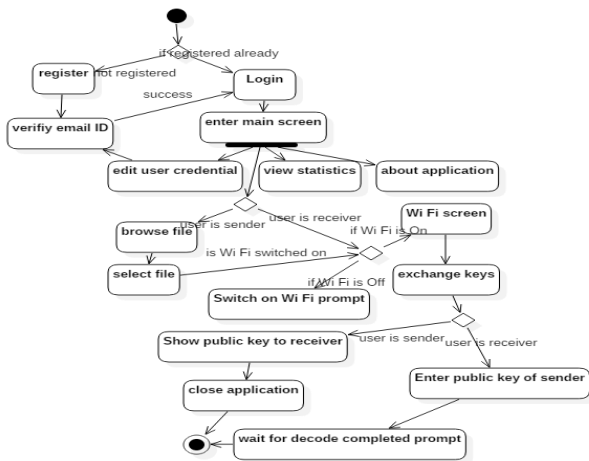 if registered already
register
not registered
Login
success
verifiy email ID
enter main screen
edit user credential
view statistics
about application
user is sender
user is receiver
Wi Fi screen
browse file
if Wi Fi is On
is Wi Fi switched on
select file
exchange keys
if Wi Fi is Off
Switch on Wi Fi prompt
Show public key to receiver
user is sender
user is receiver
Enter public key of sender
close application
wait for decode completed prompt